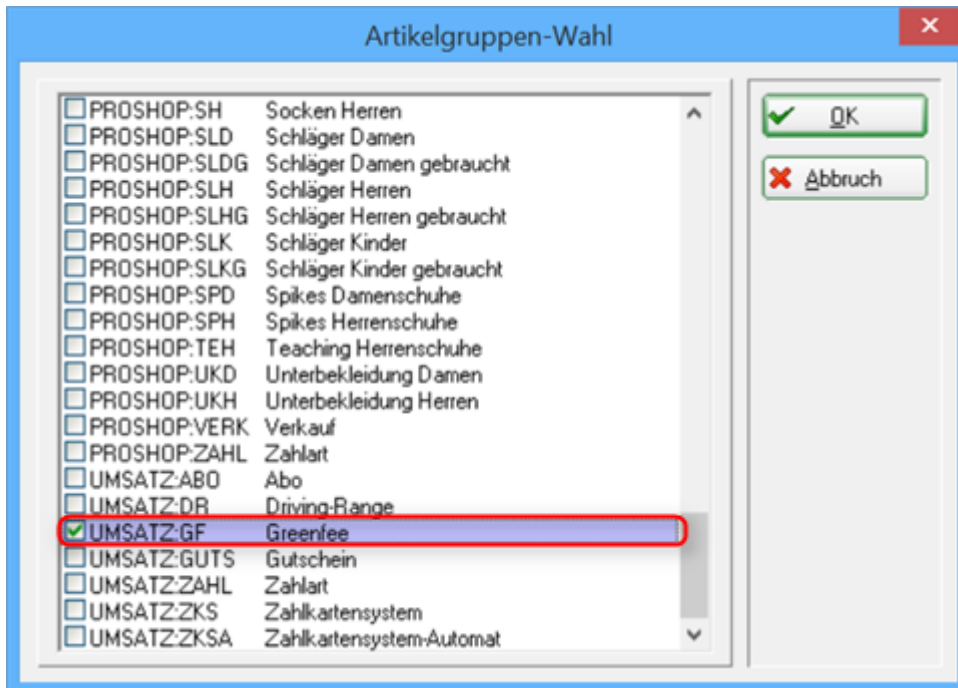 Artikelgruppen-Wahl
PROSHOP:SH Socken Herren
PROSHOP:SLD Schläger Damen
PROSHOP:SLDG Schläger Damen gebraucht
PROSHOP:SLH Schläger Herren
PROSHOP:SLHG Schläger Herren gebraucht
PROSHOP:SLK Schläger Kinder
PROSHOP:SLKG Schläger Kinder gebraucht
PROSHOP:SPD Spikes Damenschuhe
PROSHOP:SPH Spikes Herrenschuhe
PROSHOP:TEH Teaching Herrenschuhe
PROSHOP:UKD Unterbekleidung Damen
PROSHOP:UKH Unterbekleidung Herren
PROSHOP:VERK Verkauf
PROSHOP:ZAHL Zahlart
UMSATZ:ABO Abo
UMSATZ:DR Driving-Range
UMSATZ:GF Greenfee
UMSATZ:GUTS Gutschein
UMSATZ:ZAHL Zahlart
UMSATZ:ZKS Zahlkartensystem
UMSATZ:ZKSA Zahlkartensystem-Automat
OK
Abbruch